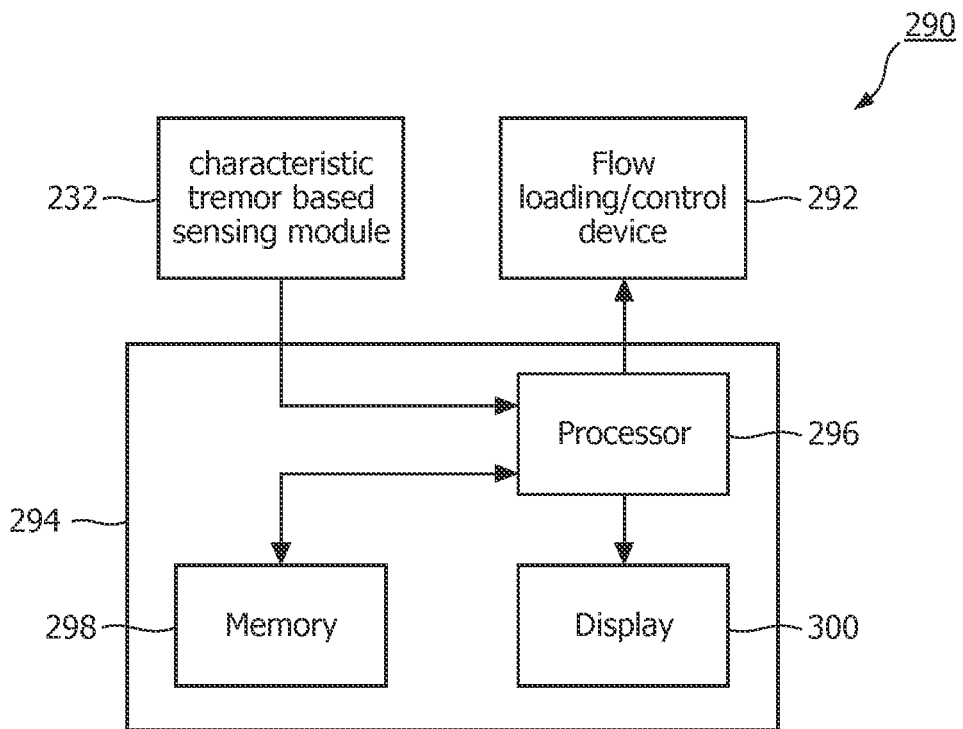 290
characteristic
tremor based
sensing module
232
Flow
loading/control
device
292
Processor
296
294
Memory
298
Display
300